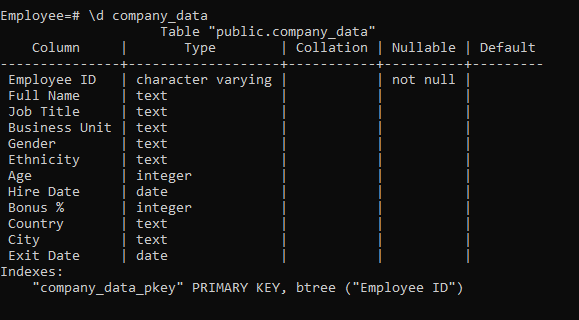 Employee=# \d company_data
                    Table "public.company_data"
    Column     |       Type        | Collation | Nullable | Default
---------------+-------------------+-----------+----------+---------
 Employee ID   | character varying |           | not null |
 Full Name     | text              |           |          |
 Job Title     | text              |           |          |
 Business Unit | text              |           |          |
 Gender        | text              |           |          |
 Ethnicity     | text              |           |          |
 Age           | integer           |           |          |
 Hire Date     | date              |           |          |
 Bonus %       | integer           |           |          |
 Country       | text              |           |          |
 City          | text              |           |          |
 Exit Date     | date              |           |          |
Indexes:
    "company_data_pkey" PRIMARY KEY, btree ("Employee ID")